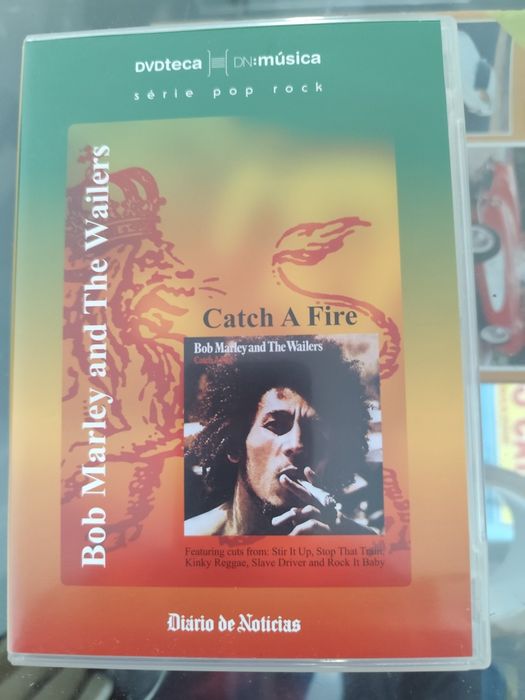 DVDteca DN:música
série pop rock
Bob Marley and The Wailers
Catch A Fire
Bob Marley and The Wailers
Catch A Fire
Featuring cuts from: Stir It Up, Stop That Train,
Kinky Reggae, Slave Driver and Rock It Baby
Diário de Notícias